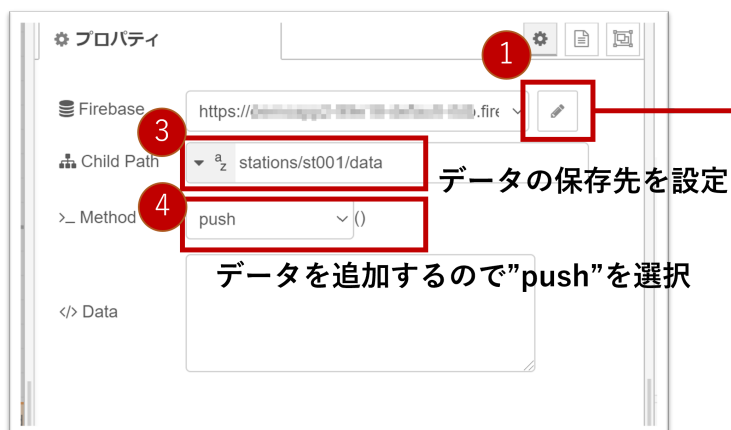 プロパティ
1
Firebase
https:// .fire
3
Child Path
az stations/st001/data
データの保存先を設定
4
>_ Method
push
()
データを追加するので”push”を選択
</> Data